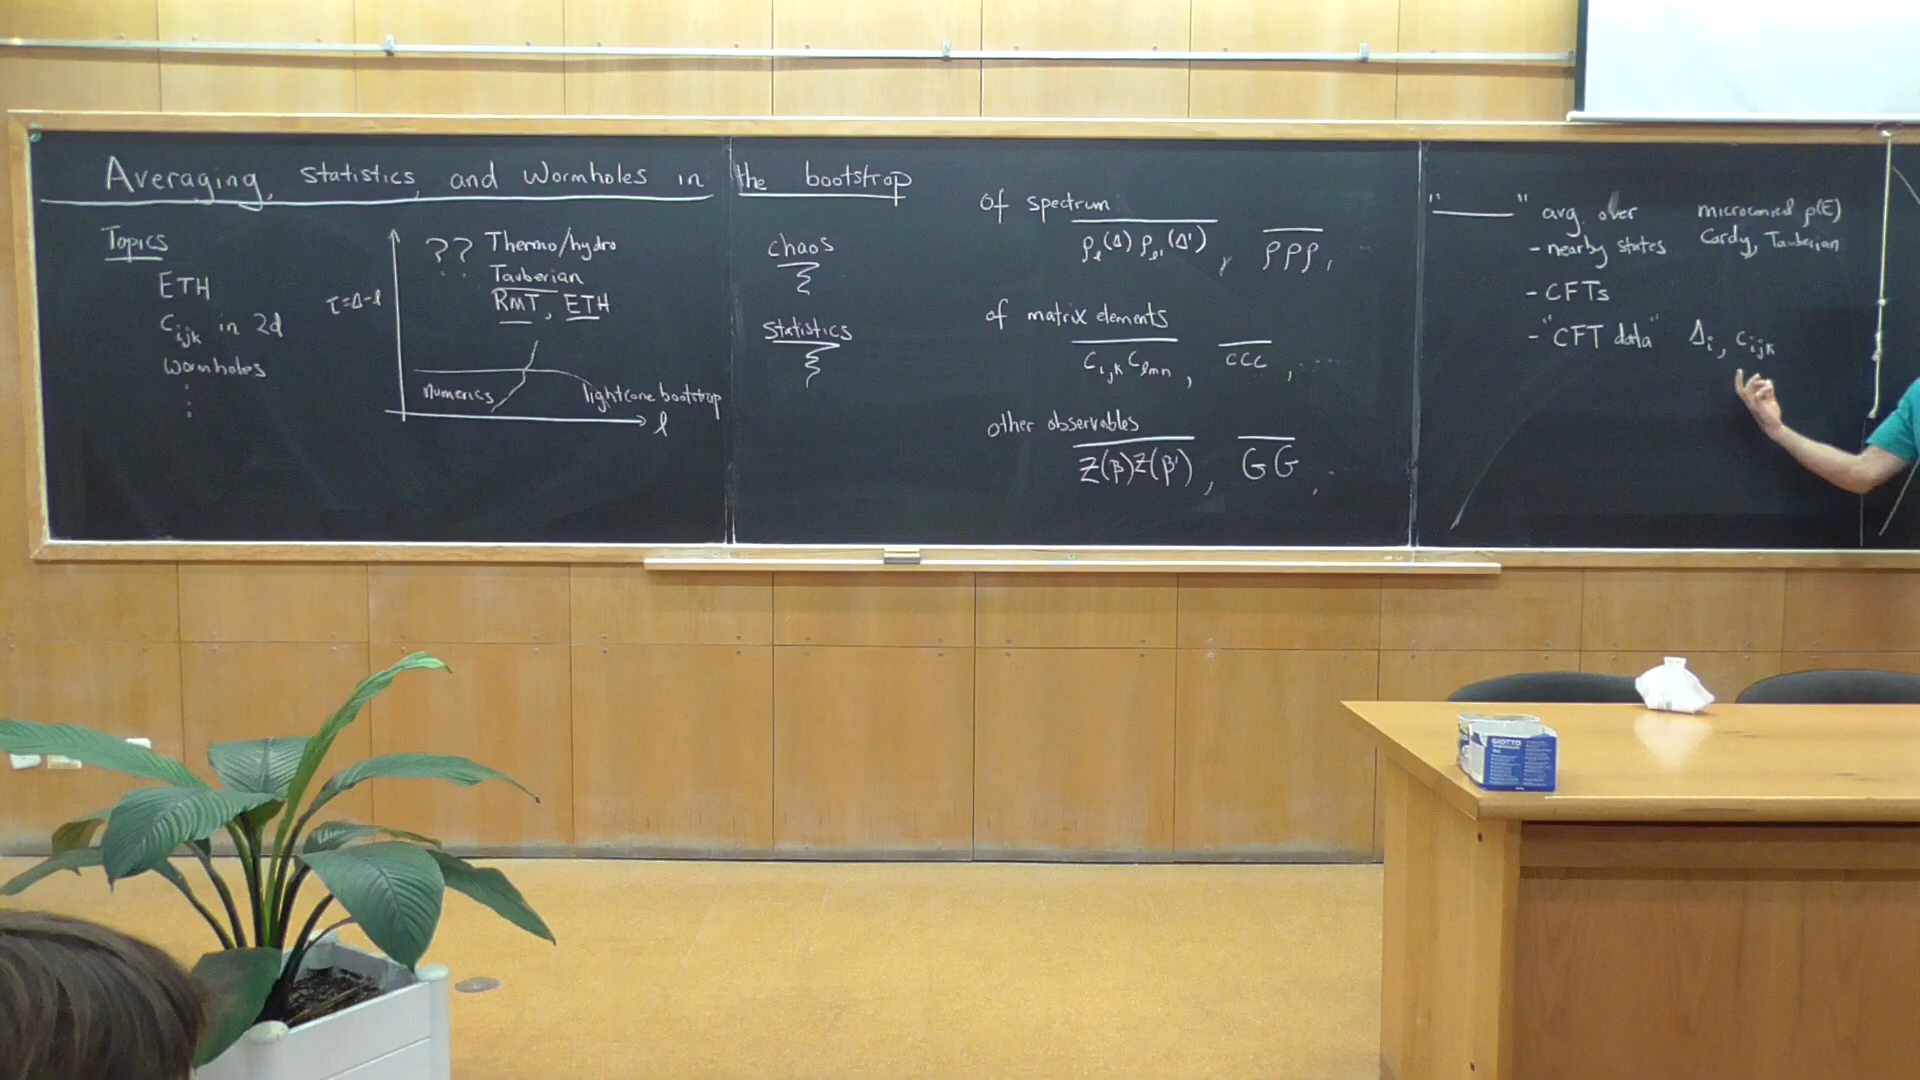 Averaging, Statistics, and Wormholes in the bootstrap
Topics
ETH
C_ijk in 2d
wormholes
?? Thermo/hydro
Tauberian
RMT, ETH
τ=Δ-l
numerics
lightcone bootstrap
l
chaos
Statistics
of spectrum:
ρ_l(Δ) ρ_l'(Δ'), ρρρ, ...
of matrix elements
C_ijk C_lmn, CCC, ...
other observables
Z(β)Z(β'), GG, ...
"____" avg. over
- nearby states
- CFTs
- "CFT data" Δ_i, C_ijk
ρ(E)
Cardy, Tauberian
GIOTTO